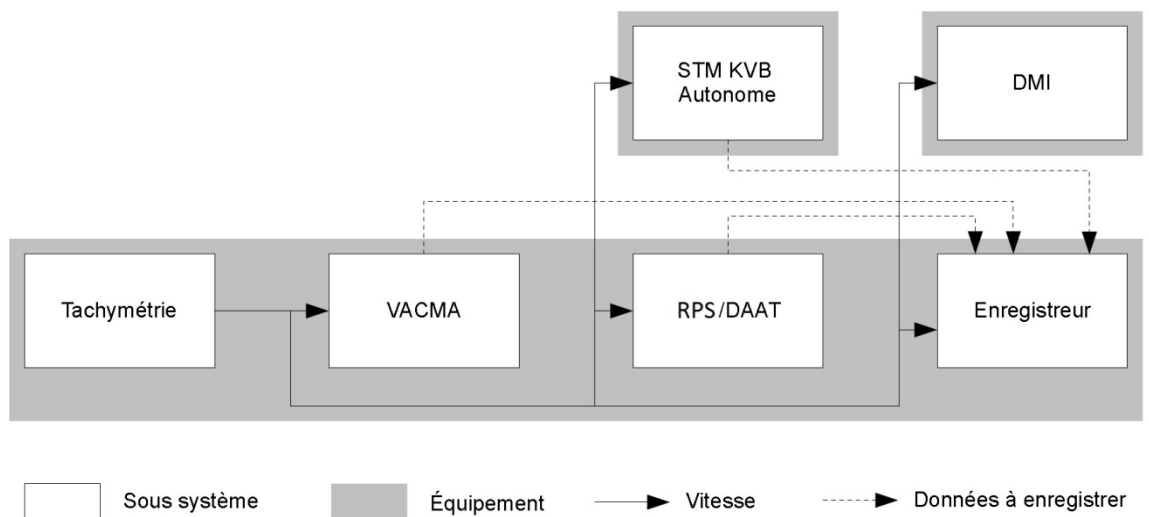 STM KVB
Autonome
DMI
Tachymétrie
VACMA
RPS/DAAT
Enregistreur
Sous système
Équipement
Vitesse
Données à enregistrer